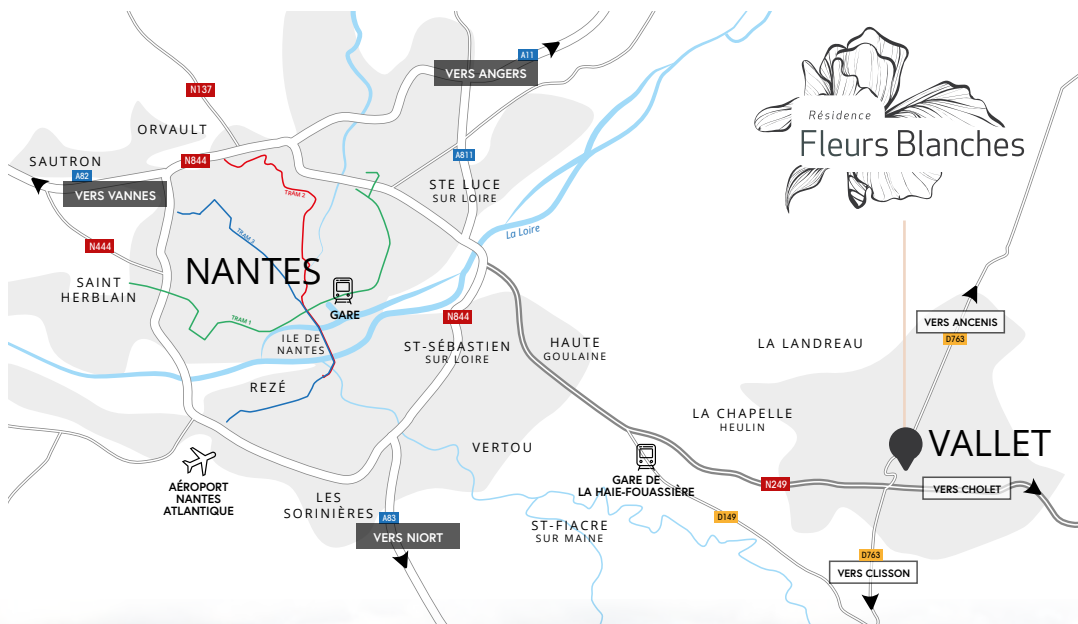 A11
VERS ANGERS
N137
Résidence
Fleurs Blanches
ORVAULT
SAUTRON
N844
A811
A82
VERS VANNES
TRAM 2
STE LUCE
SUR LOIRE
TRAM 3
La Loire
N444
NANTES
SAINT
HERBLAIN
GARE
TRAM 1
N844
VERS ANCENIS
D763
ILE DE
NANTES
ST-SÉBASTIEN
SUR LOIRE
HAUTE
GOULAINE
LA LANDREAU
REZÉ
LA CHAPELLE
HEULIN
VERTOU
VALLET
AÉROPORT
NANTES
ATLANTIQUE
GARE DE
LA HAIE-FOUASSIÈRE
N249
VERS CHOLET
LES
SORINIÈRES
A83
VERS NIORT
D149
ST-FIACRE
SUR MAINE
D763
VERS CLISSON